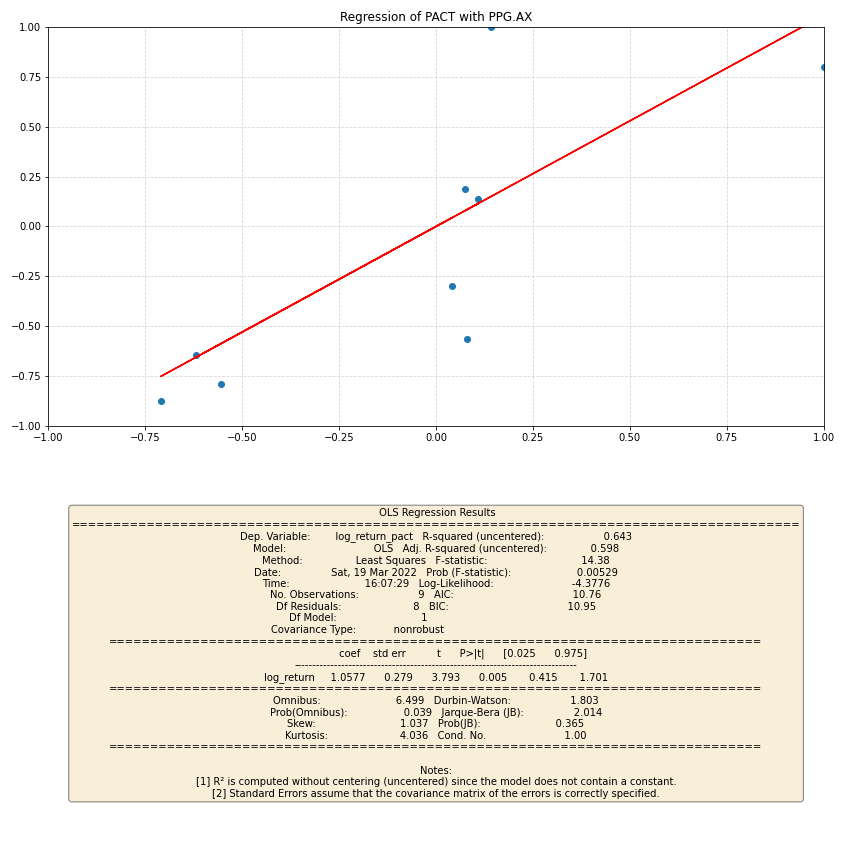 Regression of PACT with PPG.AX
1.00
0.75
0.50
0.25
0.00
−0.25
−0.50
−0.75
−1.00
−1.00 −0.75 −0.50 −0.25 0.00 0.25 0.50 0.75 1.00
OLS Regression Results
==============================================================================
Dep. Variable: log_return_pact R-squared (uncentered): 0.643
Model: OLS Adj. R-squared (uncentered): 0.598
Method: Least Squares F-statistic: 14.38
Date: Sat, 19 Mar 2022 Prob (F-statistic): 0.00529
Time: 16:07:29 Log-Likelihood: -4.3776
No. Observations: 9 AIC: 10.76
Df Residuals: 8 BIC: 10.95
Df Model: 1
Covariance Type: nonrobust
==============================================================================
coef std err t P>|t| [0.025 0.975]
------------------------------------------------------------------------------
log_return 1.0577 0.279 3.793 0.005 0.415 1.701
==============================================================================
Omnibus: 6.499 Durbin-Watson: 1.803
Prob(Omnibus): 0.039 Jarque-Bera (JB): 2.014
Skew: 1.037 Prob(JB): 0.365
Kurtosis: 4.036 Cond. No. 1.00
==============================================================================
Notes:
[1] R² is computed without centering (uncentered) since the model does not contain a constant.
[2] Standard Errors assume that the covariance matrix of the errors is correctly specified.